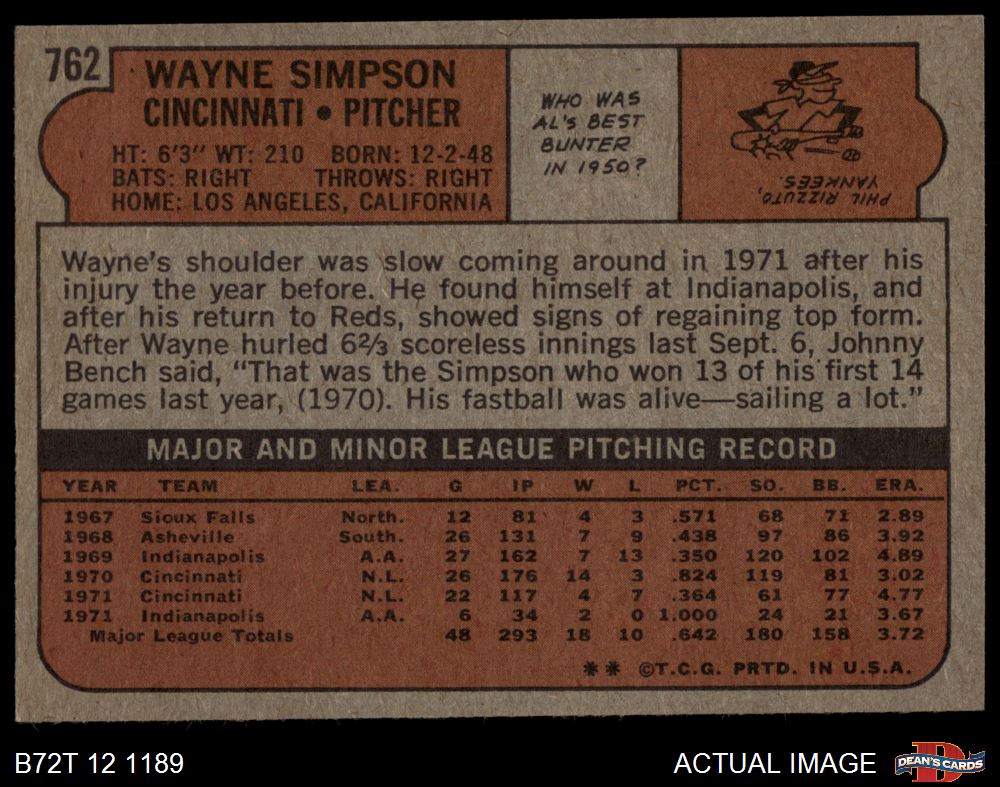 762
WAYNE SIMPSON
CINCINNATI • PITCHER
HT: 6'3" WT: 210 BORN: 12-2-48
BATS: RIGHT THROWS: RIGHT
HOME: LOS ANGELES, CALIFORNIA
WHO WAS
AL'S BEST
BUNTER
IN 1950?
PHIL RIZZUTO,
YANKEES.
Wayne's shoulder was slow coming around in 1971 after his
injury the year before. He found himself at Indianapolis, and
after his return to Reds, showed signs of regaining top form.
After Wayne hurled 6⅔ scoreless innings last Sept. 6, Johnny
Bench said, “That was the Simpson who won 13 of his first 14
games last year, (1970). His fastball was alive—sailing a lot.”
MAJOR AND MINOR LEAGUE PITCHING RECORD
YEAR TEAM LEA. G IP W L PCT. SO. BB. ERA.
1967 Sioux Falls North. 12 81 4 3 .571 68 71 2.89
1968 Asheville South. 26 131 7 9 .438 97 86 3.92
1969 Indianapolis A.A. 27 162 7 13 .350 120 102 4.89
1970 Cincinnati N.L. 26 176 14 3 .824 119 81 3.02
1971 Cincinnati N.L. 22 117 4 7 .364 61 77 4.77
1971 Indianapolis A.A. 6 34 2 0 1.000 24 21 3.67
Major League Totals 48 293 18 10 .642 180 158 3.72
** ©T.C.G. PRTD. IN U.S.A.
B72T 12 1189
ACTUAL IMAGE
DEAN'S CARDS